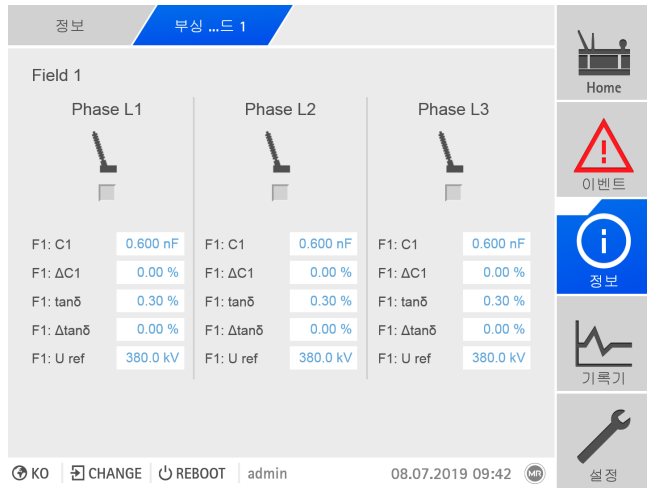 정보 부싱 ...드 1
Field 1
Phase L1 Phase L2 Phase L3
F1: C1 0.600 nF F1: C1 0.600 nF F1: C1 0.600 nF
F1: ΔC1 0.00 % F1: ΔC1 0.00 % F1: ΔC1 0.00 %
F1: tanδ 0.30 % F1: tanδ 0.30 % F1: tanδ 0.30 %
F1: Δtanδ 0.00 % F1: Δtanδ 0.00 % F1: Δtanδ 0.00 %
F1: U ref 380.0 kV F1: U ref 380.0 kV F1: U ref 380.0 kV
KO CHANGE REBOOT admin 08.07.2019 09:42 MR
Home
이벤트
정보
기록기
설정